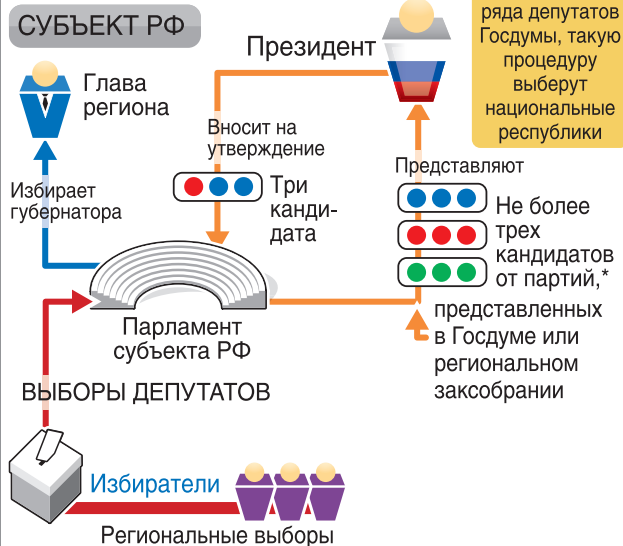 СУБЪЕКТ РФ
Президент
ряда депутатов
Госдумы, такую
процедуру
выберут
национальные
республики
Глава
региона
Вносит на
утверждение
Представляют
Избирает
губернатора
Три
канди-
дата
Не более
трех
кандидатов
от партий,*
представленных
в Госдуме или
региональном
заксобрании
Парламент
субъекта РФ
ВЫБОРЫ ДЕПУТАТОВ
Избиратели
Региональные выборы